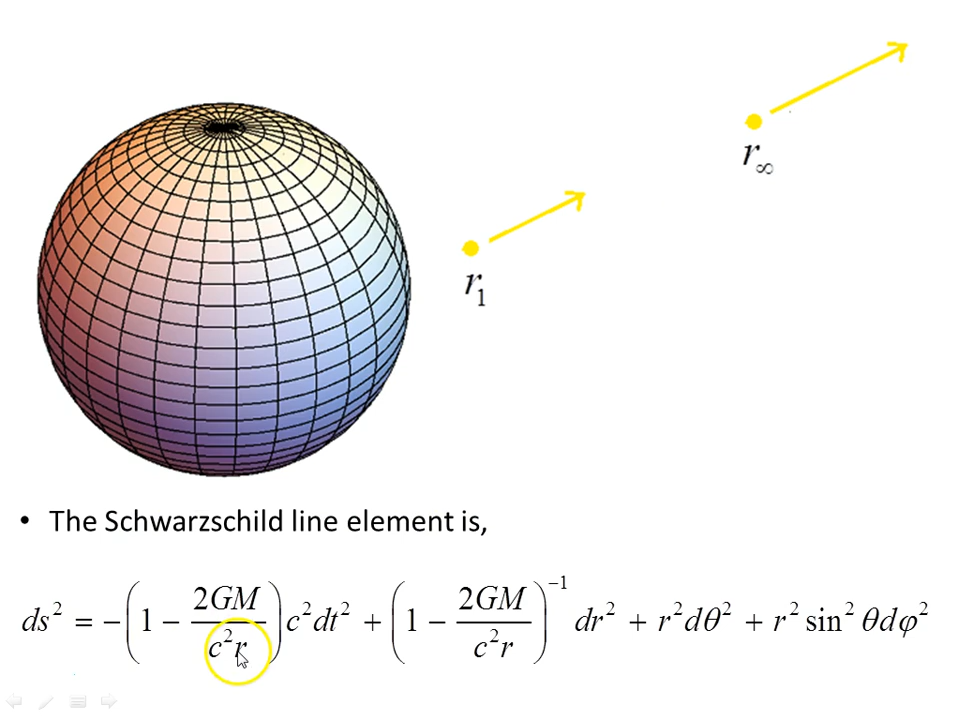 r∞
r₁
• The Schwarzschild line element is,
ds² = −(1 − 2GM/c²r)c²dt² + (1 − 2GM/c²r)⁻¹ dr² + r²dθ² + r² sin² θdφ²